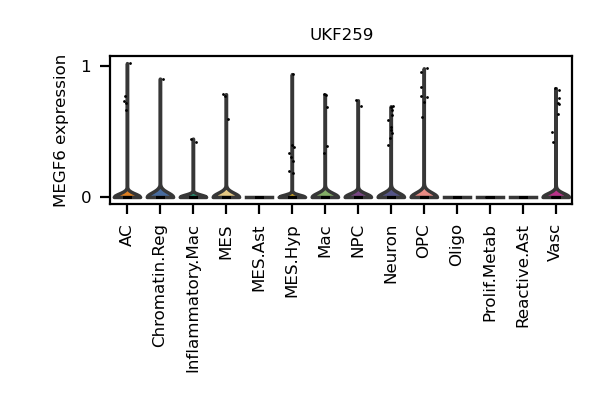 UKF259
MEGF6 expression
1
0
AC
Chromatin.Reg
Inflammatory.Mac
MES
MES.Ast
MES.Hyp
Mac
NPC
Neuron
OPC
Oligo
Prolif.Metab
Reactive.Ast
Vasc